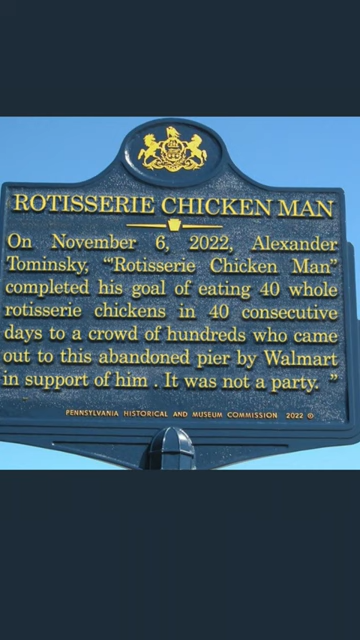 ROTISSERIE CHICKEN MAN
On November 6, 2022, Alexander
Tominsky, “"Rotisserie Chicken Man”
completed his goal of eating 40 whole
rotisserie chickens in 40 consecutive
days to a crowd of hundreds who came
out to this abandoned pier by Walmart
in support of him . It was not a party. ”
PENNSYLVANIA HISTORICAL AND MUSEUM COMMISSION 2022 ©